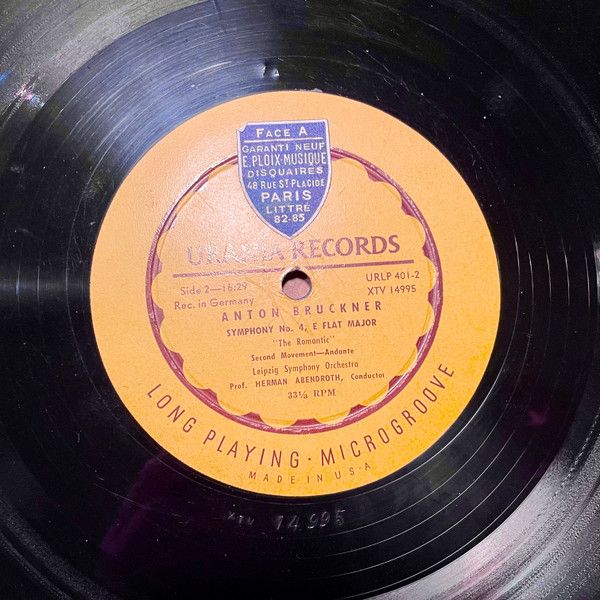 FACE A
GARANTI NEUF
E. PLOIX-MUSIQUE
DISQUAIRES
48 RUE ST PLACIDE
PARIS
LITTRÉ
82-85
URANIA RECORDS
Side 2—16:29
Rec. in Germany
URLP 401-2
XTV 14995
ANTON BRUCKNER
SYMPHONY No. 4, E FLAT MAJOR
"The Romantic"
Second Movement—Andante
Leipzig Symphony Orchestra
Prof. HERMAN ABENDROTH, Conductor
33⅓ RPM
LONG PLAYING · MICROGROOVE
MADE IN U.S.A
XTV 14995